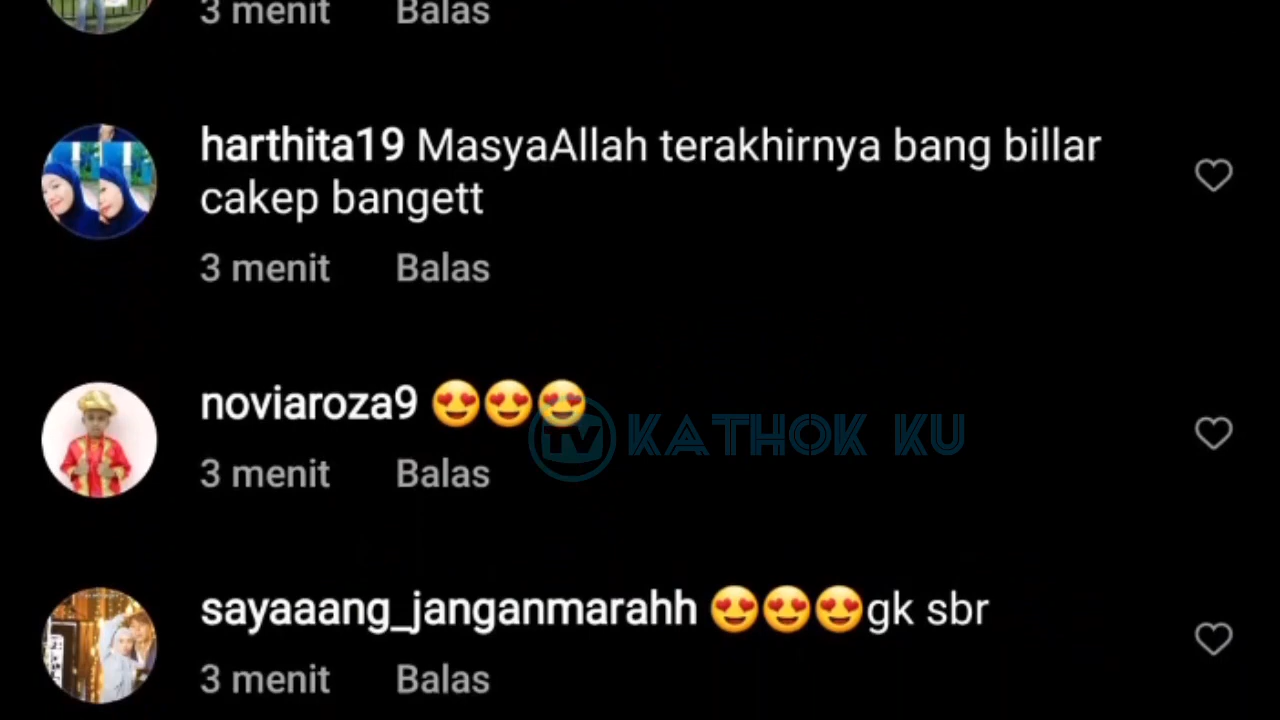 3 menit Balas
harthita19 MasyaAllah terakhirnya bang billar
cakep bangett
3 menit Balas
noviaroza9 😍😍😍
TV KATHOK KU
3 menit Balas
sayaaang_janganmarahh 😍😍😍gk sbr
3 menit Balas